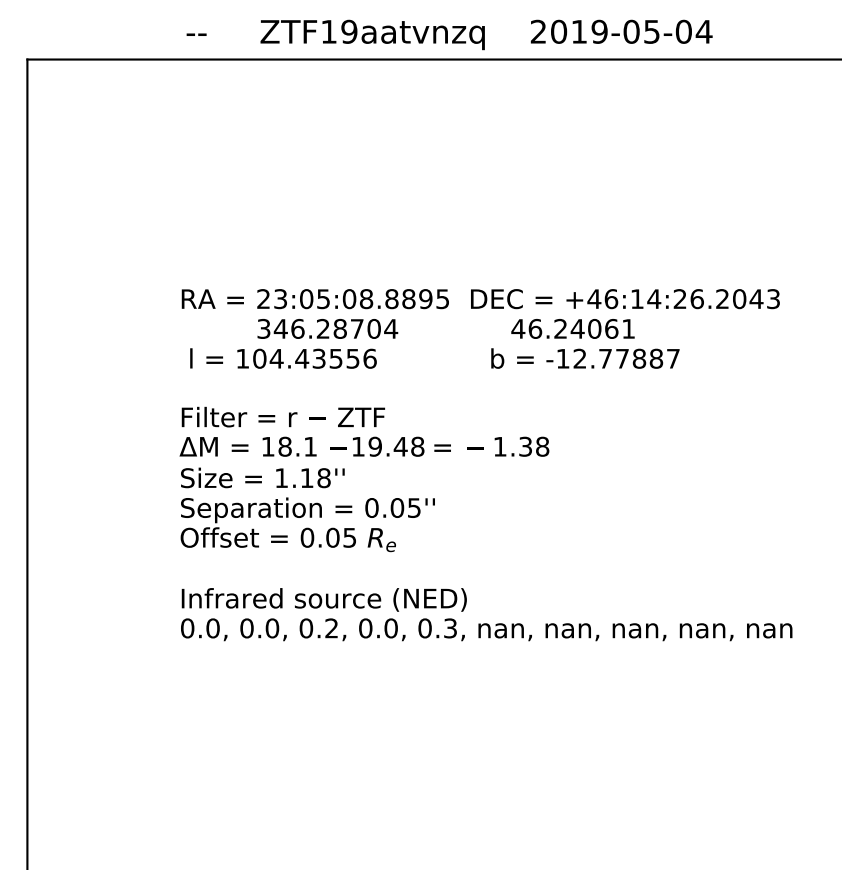 -- ZTF19aatvnzq 2019-05-04
RA = 23:05:08.8895 DEC = +46:14:26.2043
346.28704 46.24061
l = 104.43556 b = -12.77887
Filter = r − ZTF
ΔM = 18.1 −19.48 = − 1.38
Size = 1.18''
Separation = 0.05''
Offset = 0.05 Re
Infrared source (NED)
0.0, 0.0, 0.2, 0.0, 0.3, nan, nan, nan, nan, nan